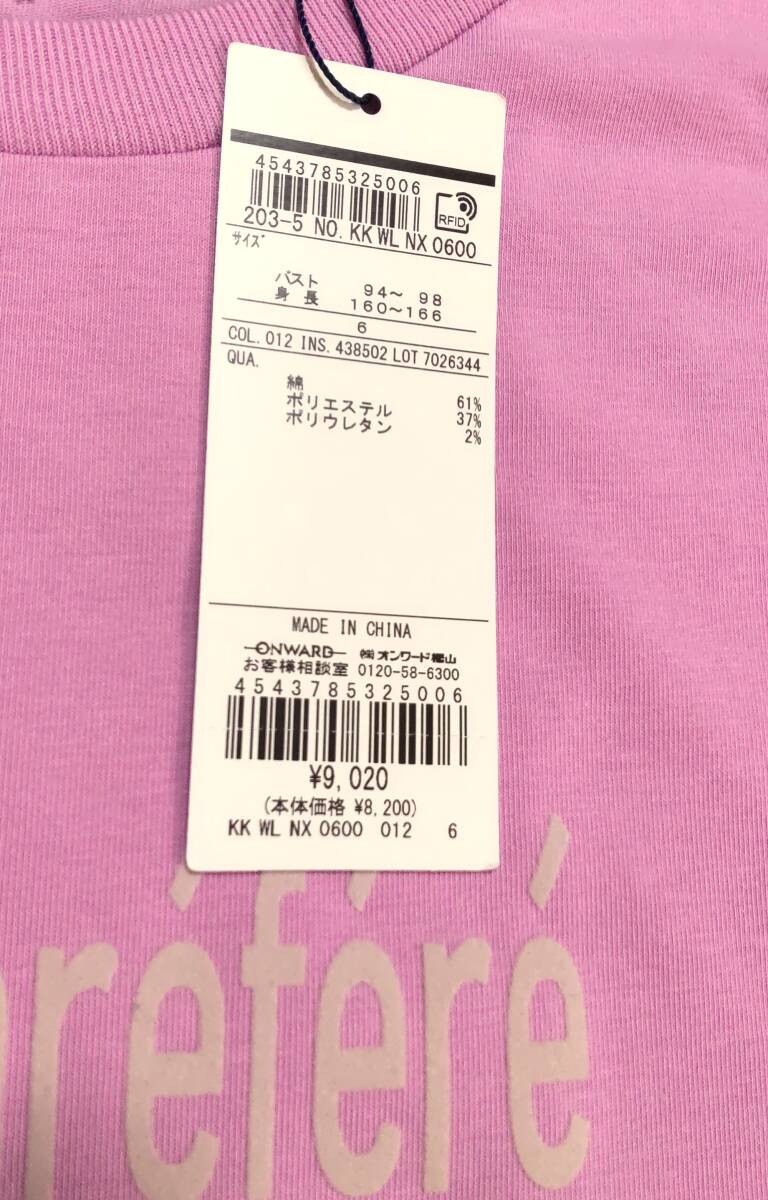 4543785325006
RFID
203-5 NO. KK WL NX 0600
サイズ
バスト 94～ 98
身 長 160～166
6
COL. 012 INS. 438502 LOT 7026344
QUA.
綿 61%
ポリエステル 37%
ポリウレタン 2%
MADE IN CHINA
ONWARD ㈱オンワード樫山
お客様相談室 0120-58-6300
4543785325006
¥9,020
(本体価格 ¥8,200)
KK WL NX 0600 012 6
préféré